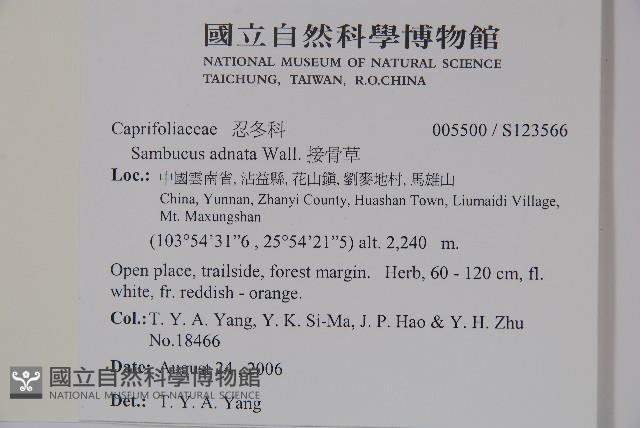 國立自然科學博物館
NATIONAL MUSEUM OF NATURAL SCIENCE
TAICHUNG, TAIWAN, R.O.CHINA
Caprifoliaceae 忍冬科 005500 / S123566
Sambucus adnata Wall. 接骨草
Loc.: 中國雲南省, 沾益縣, 花山鎮, 劉麥地村, 馬雄山
China, Yunnan, Zhanyi County, Huashan Town, Liumaidi Village,
Mt. Maxungshan
(103°54'31”6 , 25°54'21”5) alt. 2,240 m.
Open place, trailside, forest margin. Herb, 60 - 120 cm, fl.
white, fr. reddish - orange.
Col.: T. Y. A. Yang, Y. K. Si-Ma, J. P. Hao & Y. H. Zhu
No.18466
Date: August 24, 2006
國立自然科學博物館
NATIONAL MUSEUM OF NATURAL SCIENCE
Det.: T. Y. A. Yang